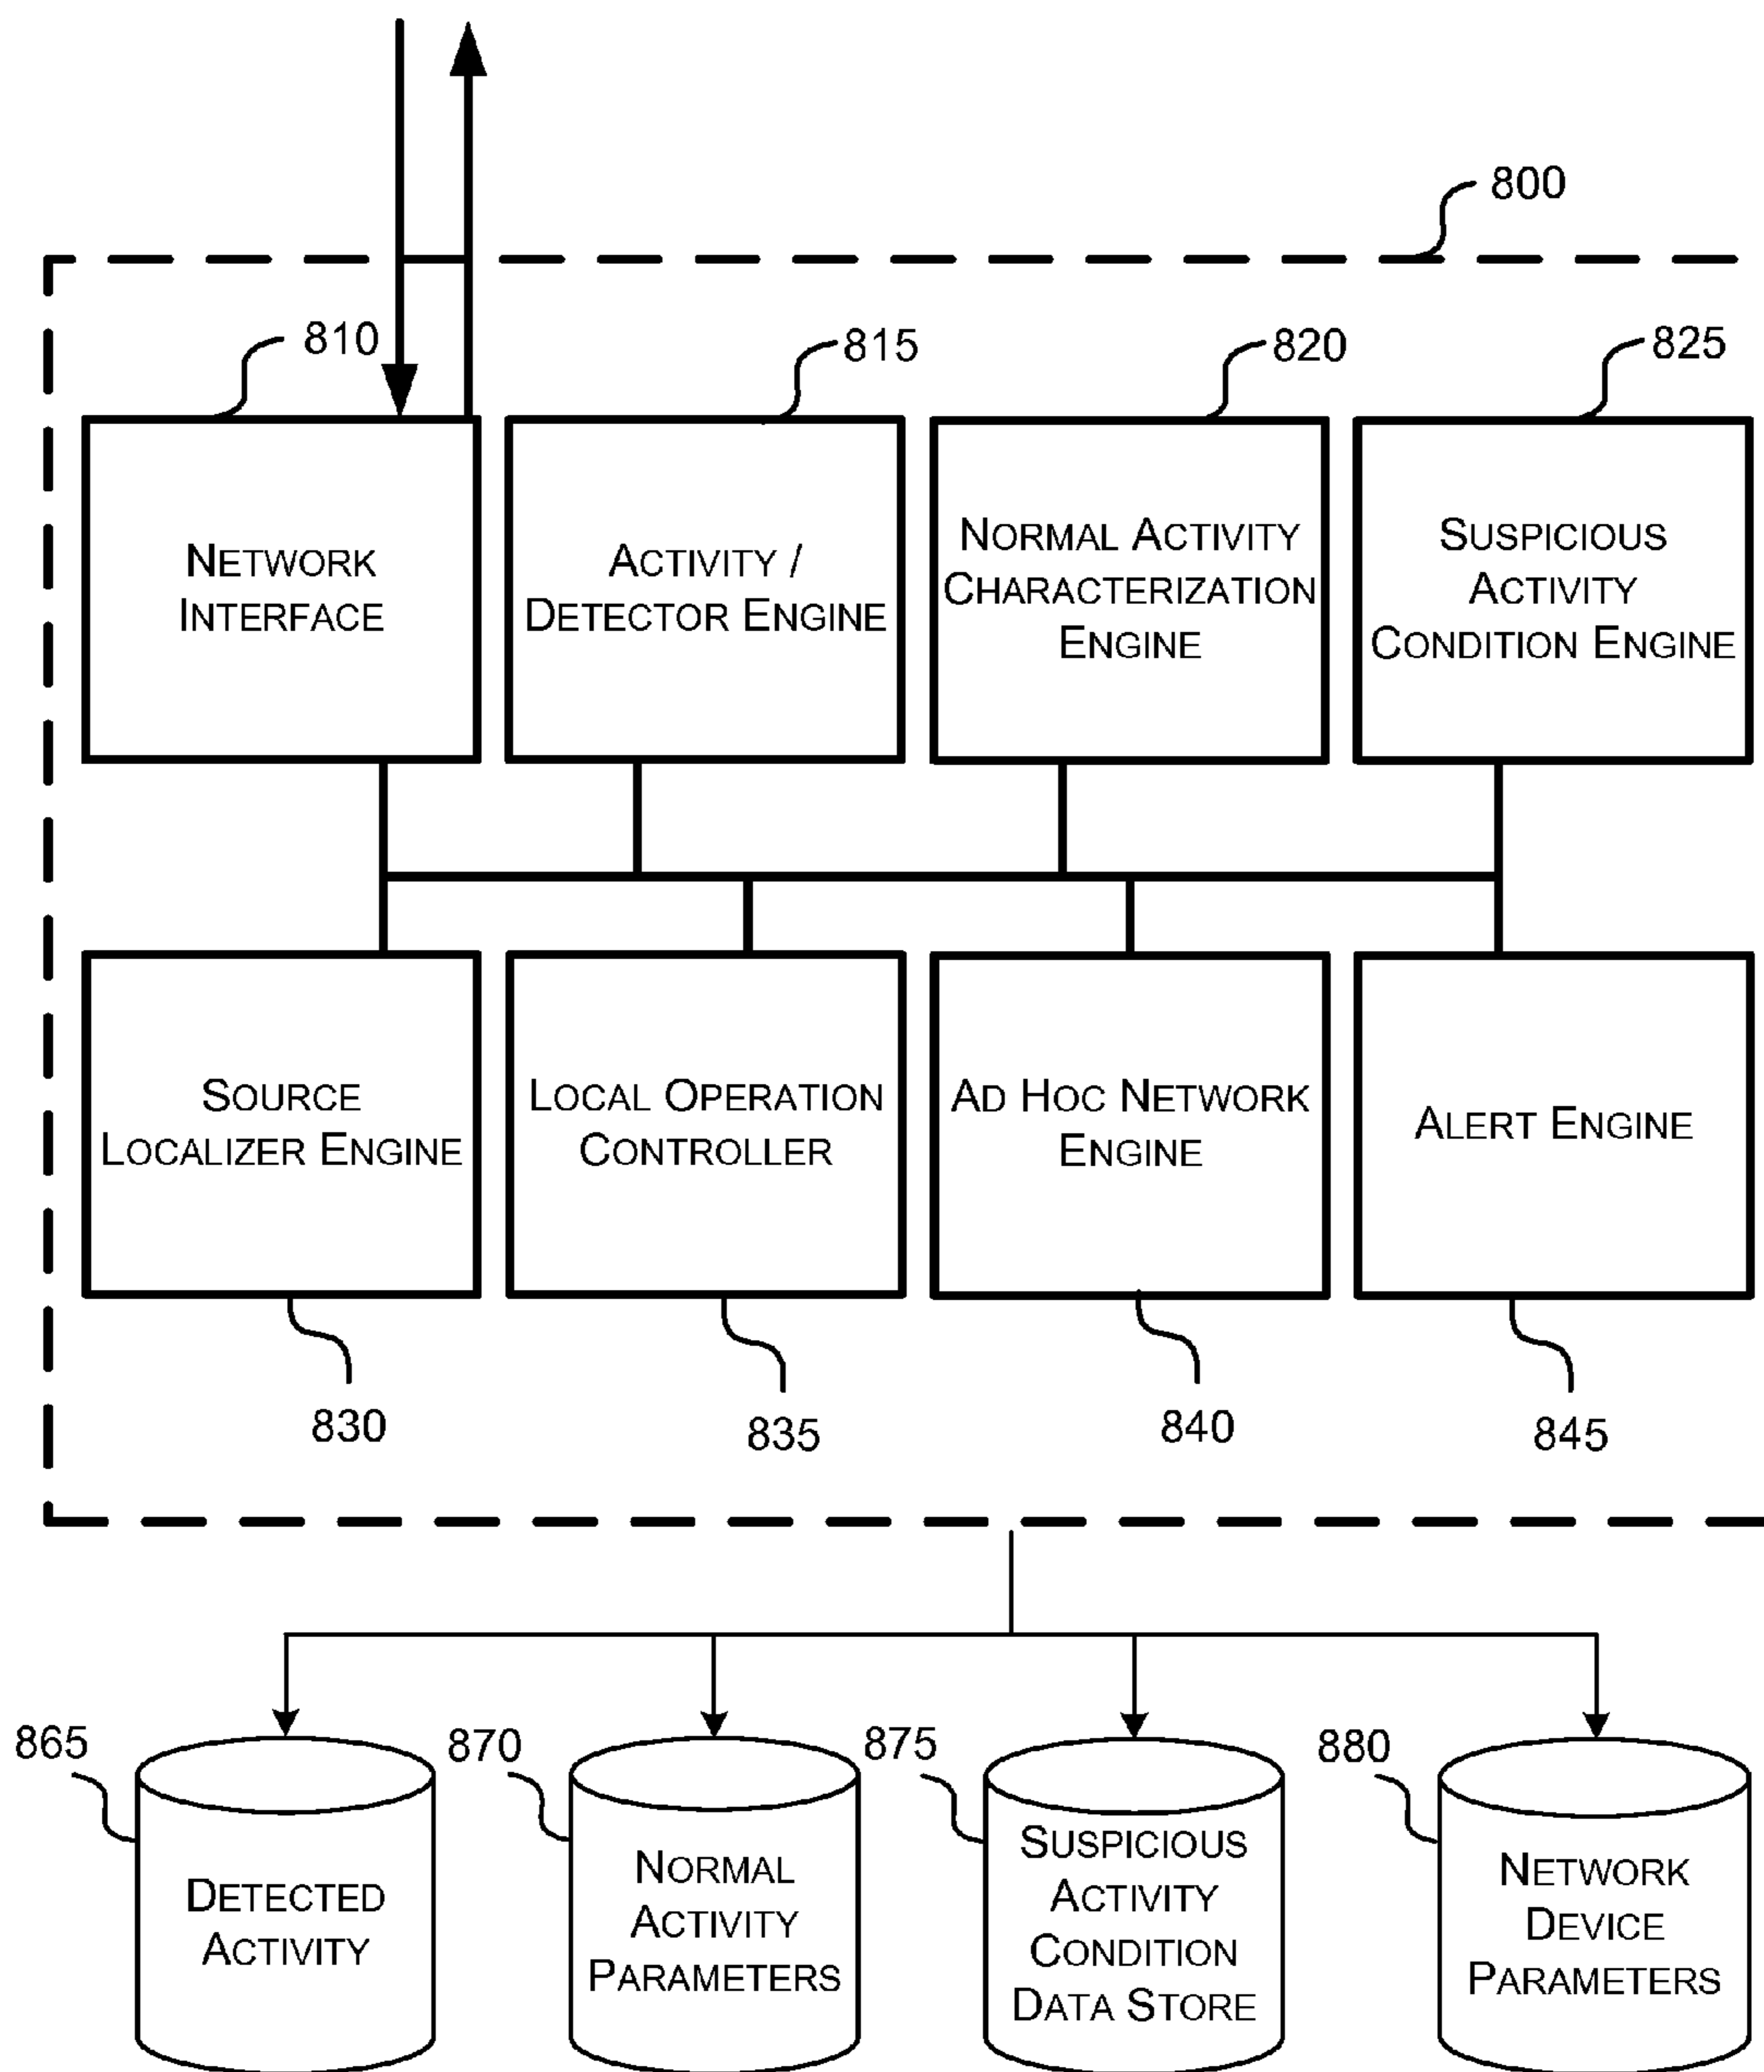 800
810
815
820
825
NETWORK
INTERFACE
ACTIVITY /
DETECTOR ENGINE
NORMAL ACTIVITY
CHARACTERIZATION
ENGINE
SUSPICIOUS
ACTIVITY
CONDITION ENGINE
SOURCE
LOCALIZER ENGINE
LOCAL OPERATION
CONTROLLER
AD HOC NETWORK
ENGINE
ALERT ENGINE
830
835
840
845
865
870
875
880
DETECTED
ACTIVITY
NORMAL
ACTIVITY
PARAMETERS
SUSPICIOUS
ACTIVITY
CONDITION
DATA STORE
NETWORK
DEVICE
PARAMETERS